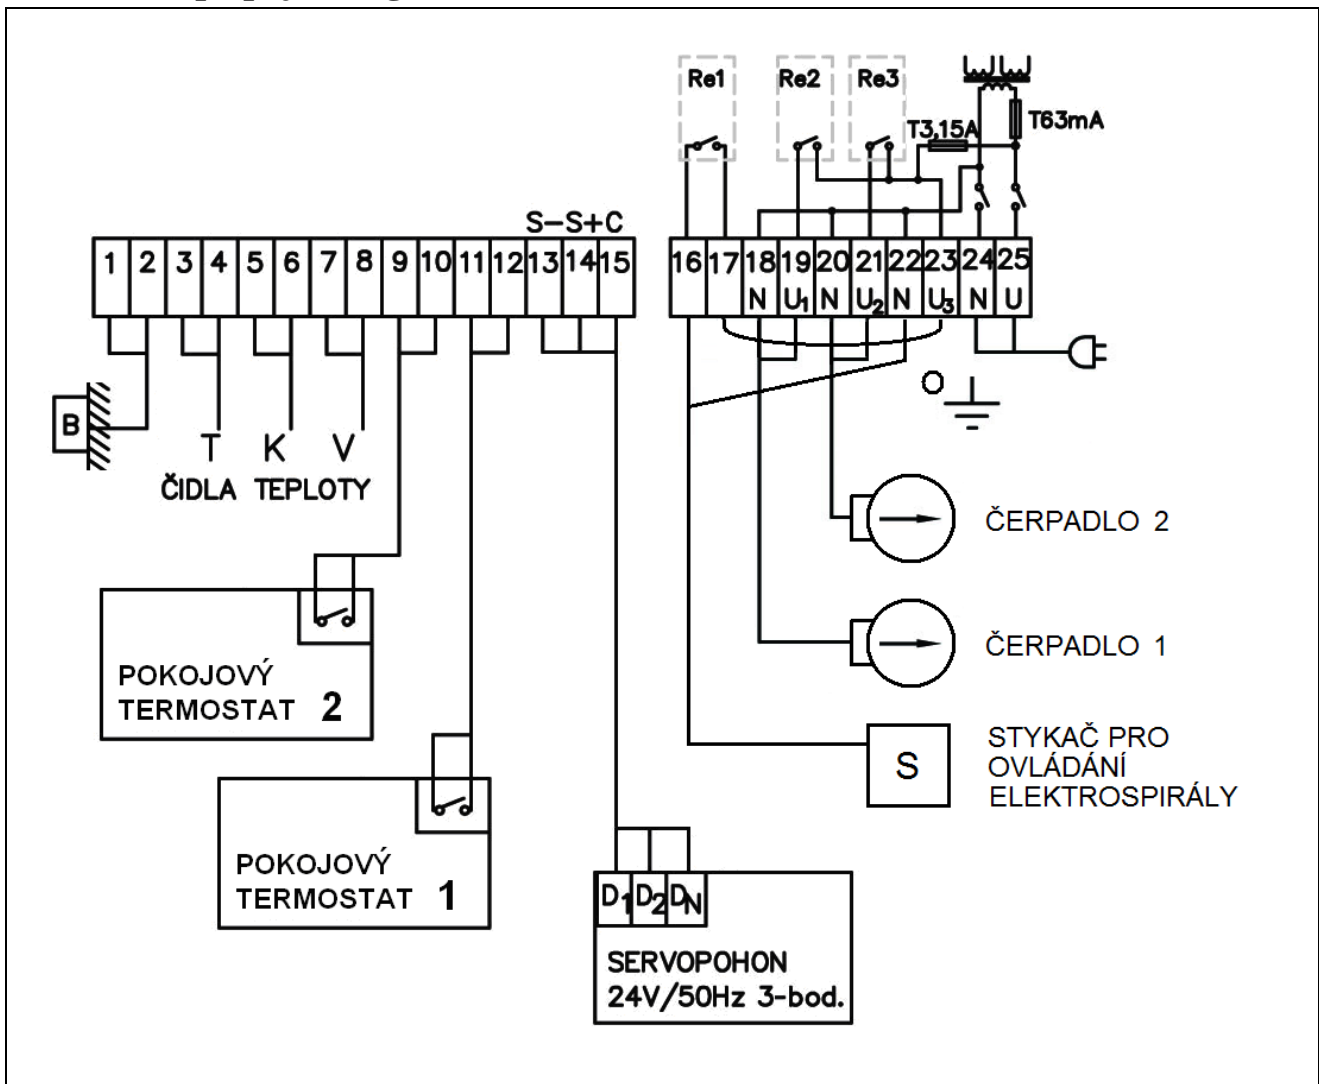 Re1 Re2 Re3
T3,15A T63mA
S-S+C
1 2 3 4 5 6 7 8 9 10 11 12 13 14 15
16 17 18 19 20 21 22 23 24 25
N U1 N U2 N U3 N U
B
T K V
O
ČIDLA TEPLOTY
ČERPADLO 2
ČERPADLO 1
POKOJOVÝ
TERMOSTAT 2
STYKAČ PRO
OVLÁDÁNÍ
ELEKTROSPIRÁLY
S
POKOJOVÝ
TERMOSTAT 1
D1 D2 DN
SERVOPOHON
24V/50Hz 3-bod.